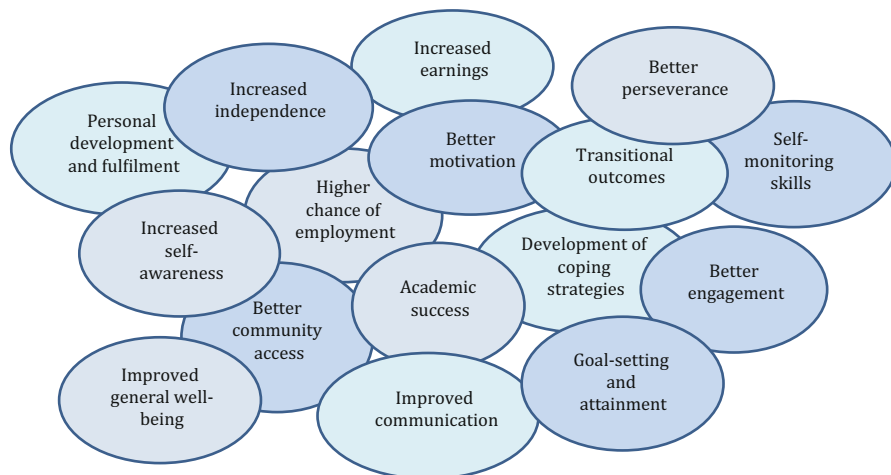 Increased
earnings
Better
perseverance
Increased
independence
Personal
development
and fulfilment
Better
motivation
Transitional
outcomes
Self-
monitoring
skills
Higher
chance of
employment
Increased
self-
awareness
Development of
coping
strategies
Better
engagement
Academic
success
Better
community
access
Goal-setting
and
attainment
Improved
general well-
being
Improved
communication